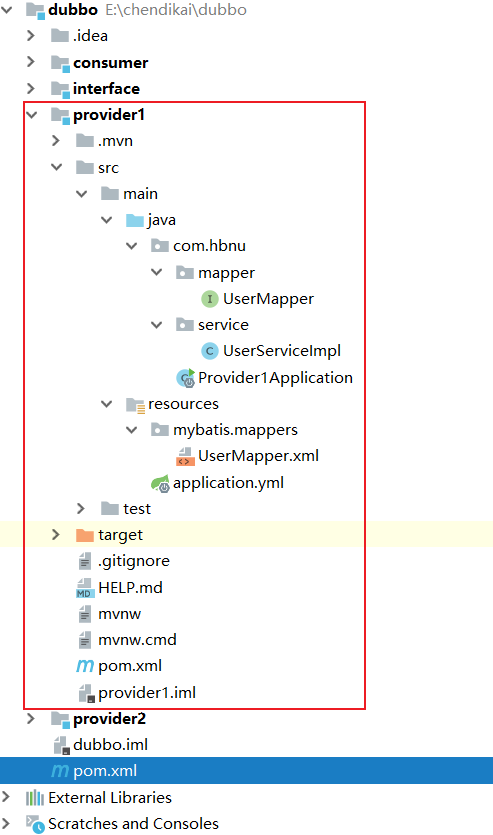 dubbo E:\chendikai\dubbo
.idea
consumer
interface
provider1
.mvn
src
main
java
com.hbnu
mapper
I UserMapper
service
C UserServiceImpl
C Provider1Application
resources
mybatis.mappers
UserMapper.xml
application.yml
test
target
.gitignore
MD HELP.md
mvnw
mvnw.cmd
m pom.xml
provider1.iml
provider2
dubbo.iml
m pom.xml
External Libraries
Scratches and Consoles